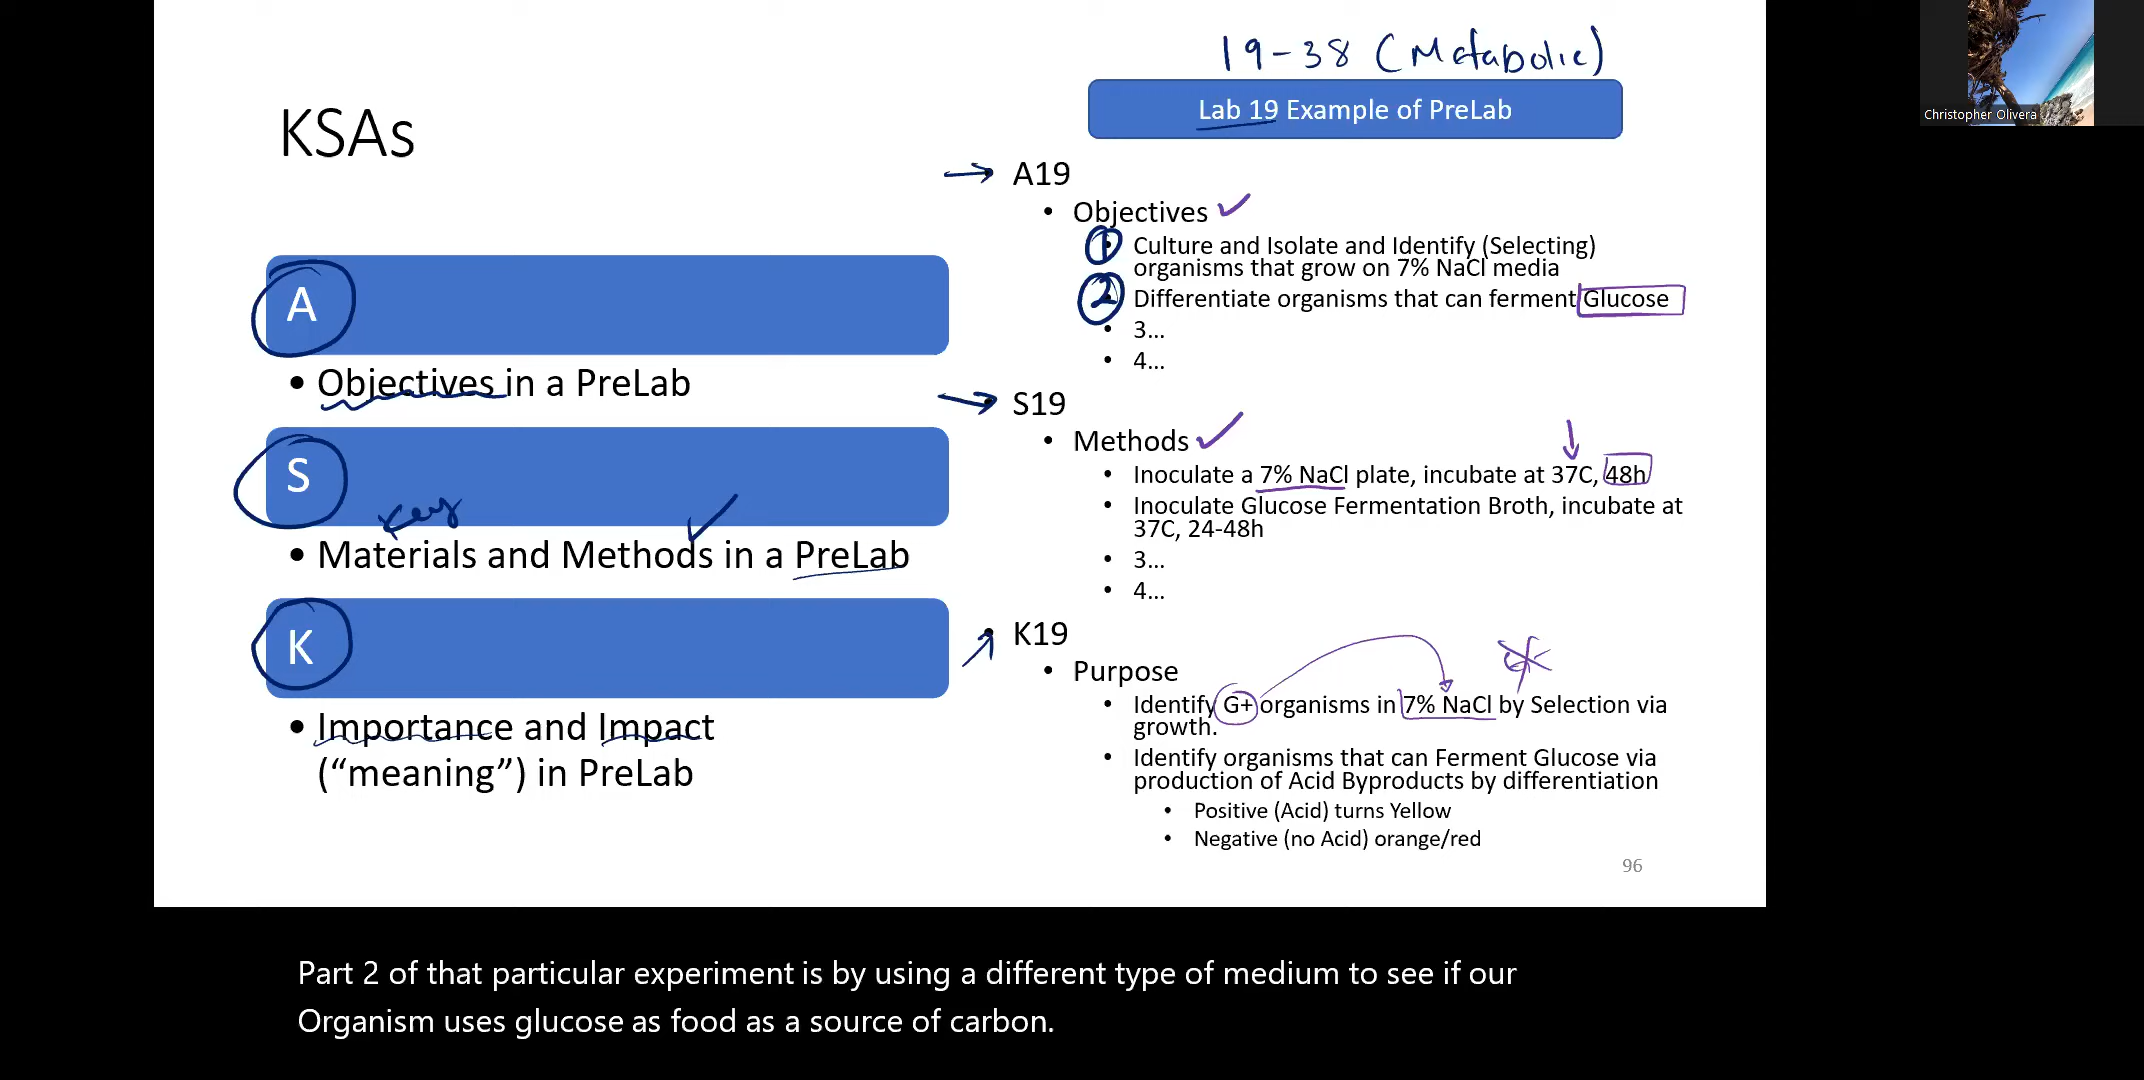 19-38 (Metabolic)
KSAs
Lab 19 Example of PreLab
A
• Objectives in a PreLab
S
Key
• Materials and Methods in a PreLab
K
• Importance and Impact
("meaning") in PreLab
A19
• Objectives
1 Culture and Isolate and Identify (Selecting)
organisms that grow on 7% NaCl media
2 Differentiate organisms that can ferment Glucose
• 3...
• 4...
S19
• Methods
• Inoculate a 7% NaCl plate, incubate at 37C, 48h
• Inoculate Glucose Fermentation Broth, incubate at
37C, 24-48h
• 3...
• 4...
• K19
• Purpose
• Identify G+ organisms in 7% NaCl by Selection via
growth.
• Identify organisms that can Ferment Glucose via
production of Acid Byproducts by differentiation
• Positive (Acid) turns Yellow
• Negative (no Acid) orange/red
96
Christopher Olivera
Part 2 of that particular experiment is by using a different type of medium to see if our
Organism uses glucose as food as a source of carbon.